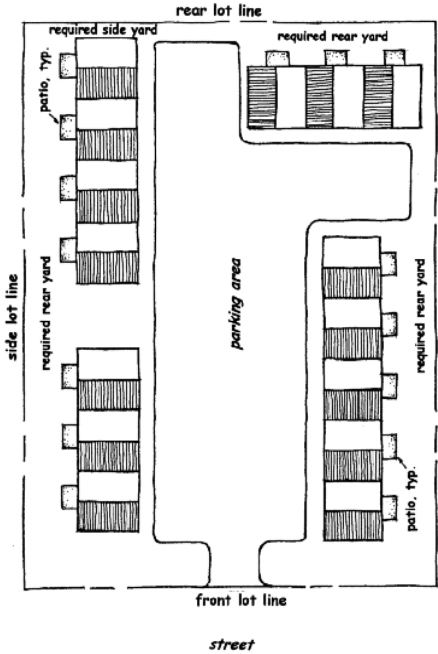 rear lot line
required side yard
required rear yard
patio, typ.
side lot line
required rear yard
parking area
required rear yard
patio, typ.
front lot line
street